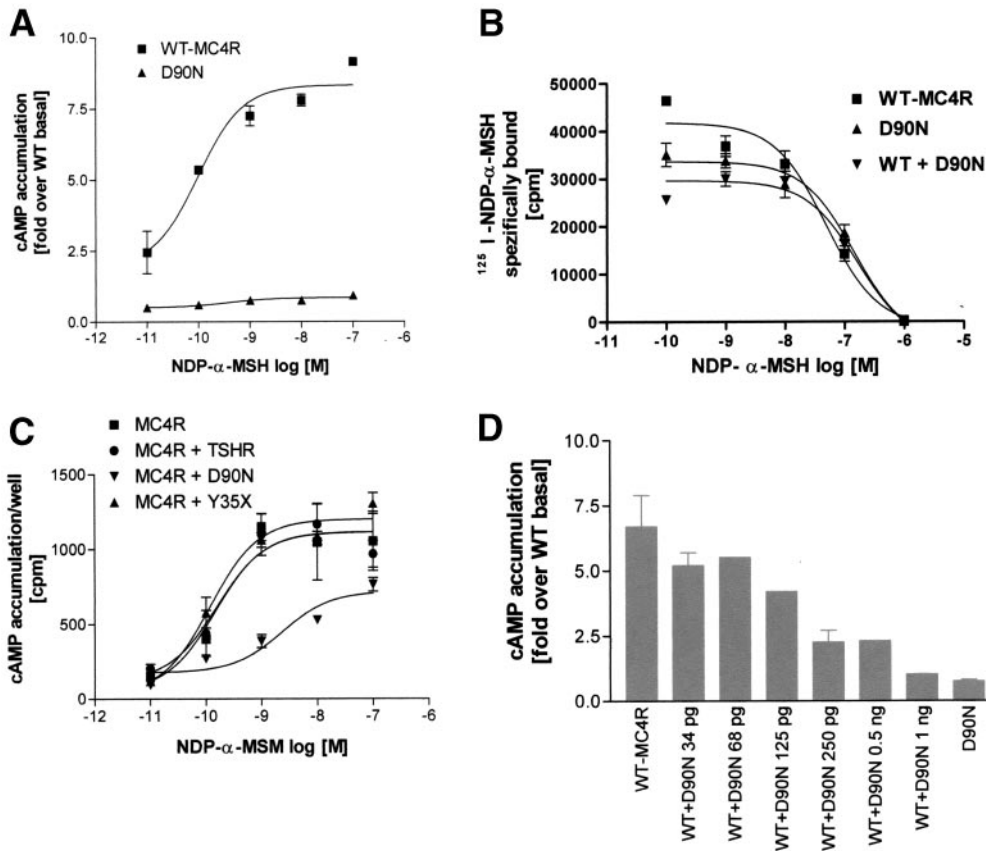 A
10.0
7.5
5.0
2.5
0.0
cAMP accumulation
[fold over WT basal]
WT-MC4R
D90N
-12 -11 -10 -9 -8 -7 -6
NDP-α-MSH log [M]
B
50000
40000
30000
20000
10000
0
125 I -NDP-α-MSH
spezifically bound
[cpm]
WT-MC4R
D90N
WT + D90N
-11 -10 -9 -8 -7 -6 -5
NDP- α-MSH log [M]
C
MC4R
MC4R + TSHR
MC4R + D90N
MC4R + Y35X
1500
1000
500
0
cAMP accumulation/well
[cpm]
-11 -10 -9 -8 -7
NDP-α-MSM log [M]
D
10.0
7.5
5.0
2.5
0.0
cAMP accumulation
[fold over WT basal]
WT-MC4R
WT+D90N 34 pg
WT+D90N 68 pg
WT+D90N 125 pg
WT+D90N 250 pg
WT+D90N 0.5 ng
WT+D90N 1 ng
D90N